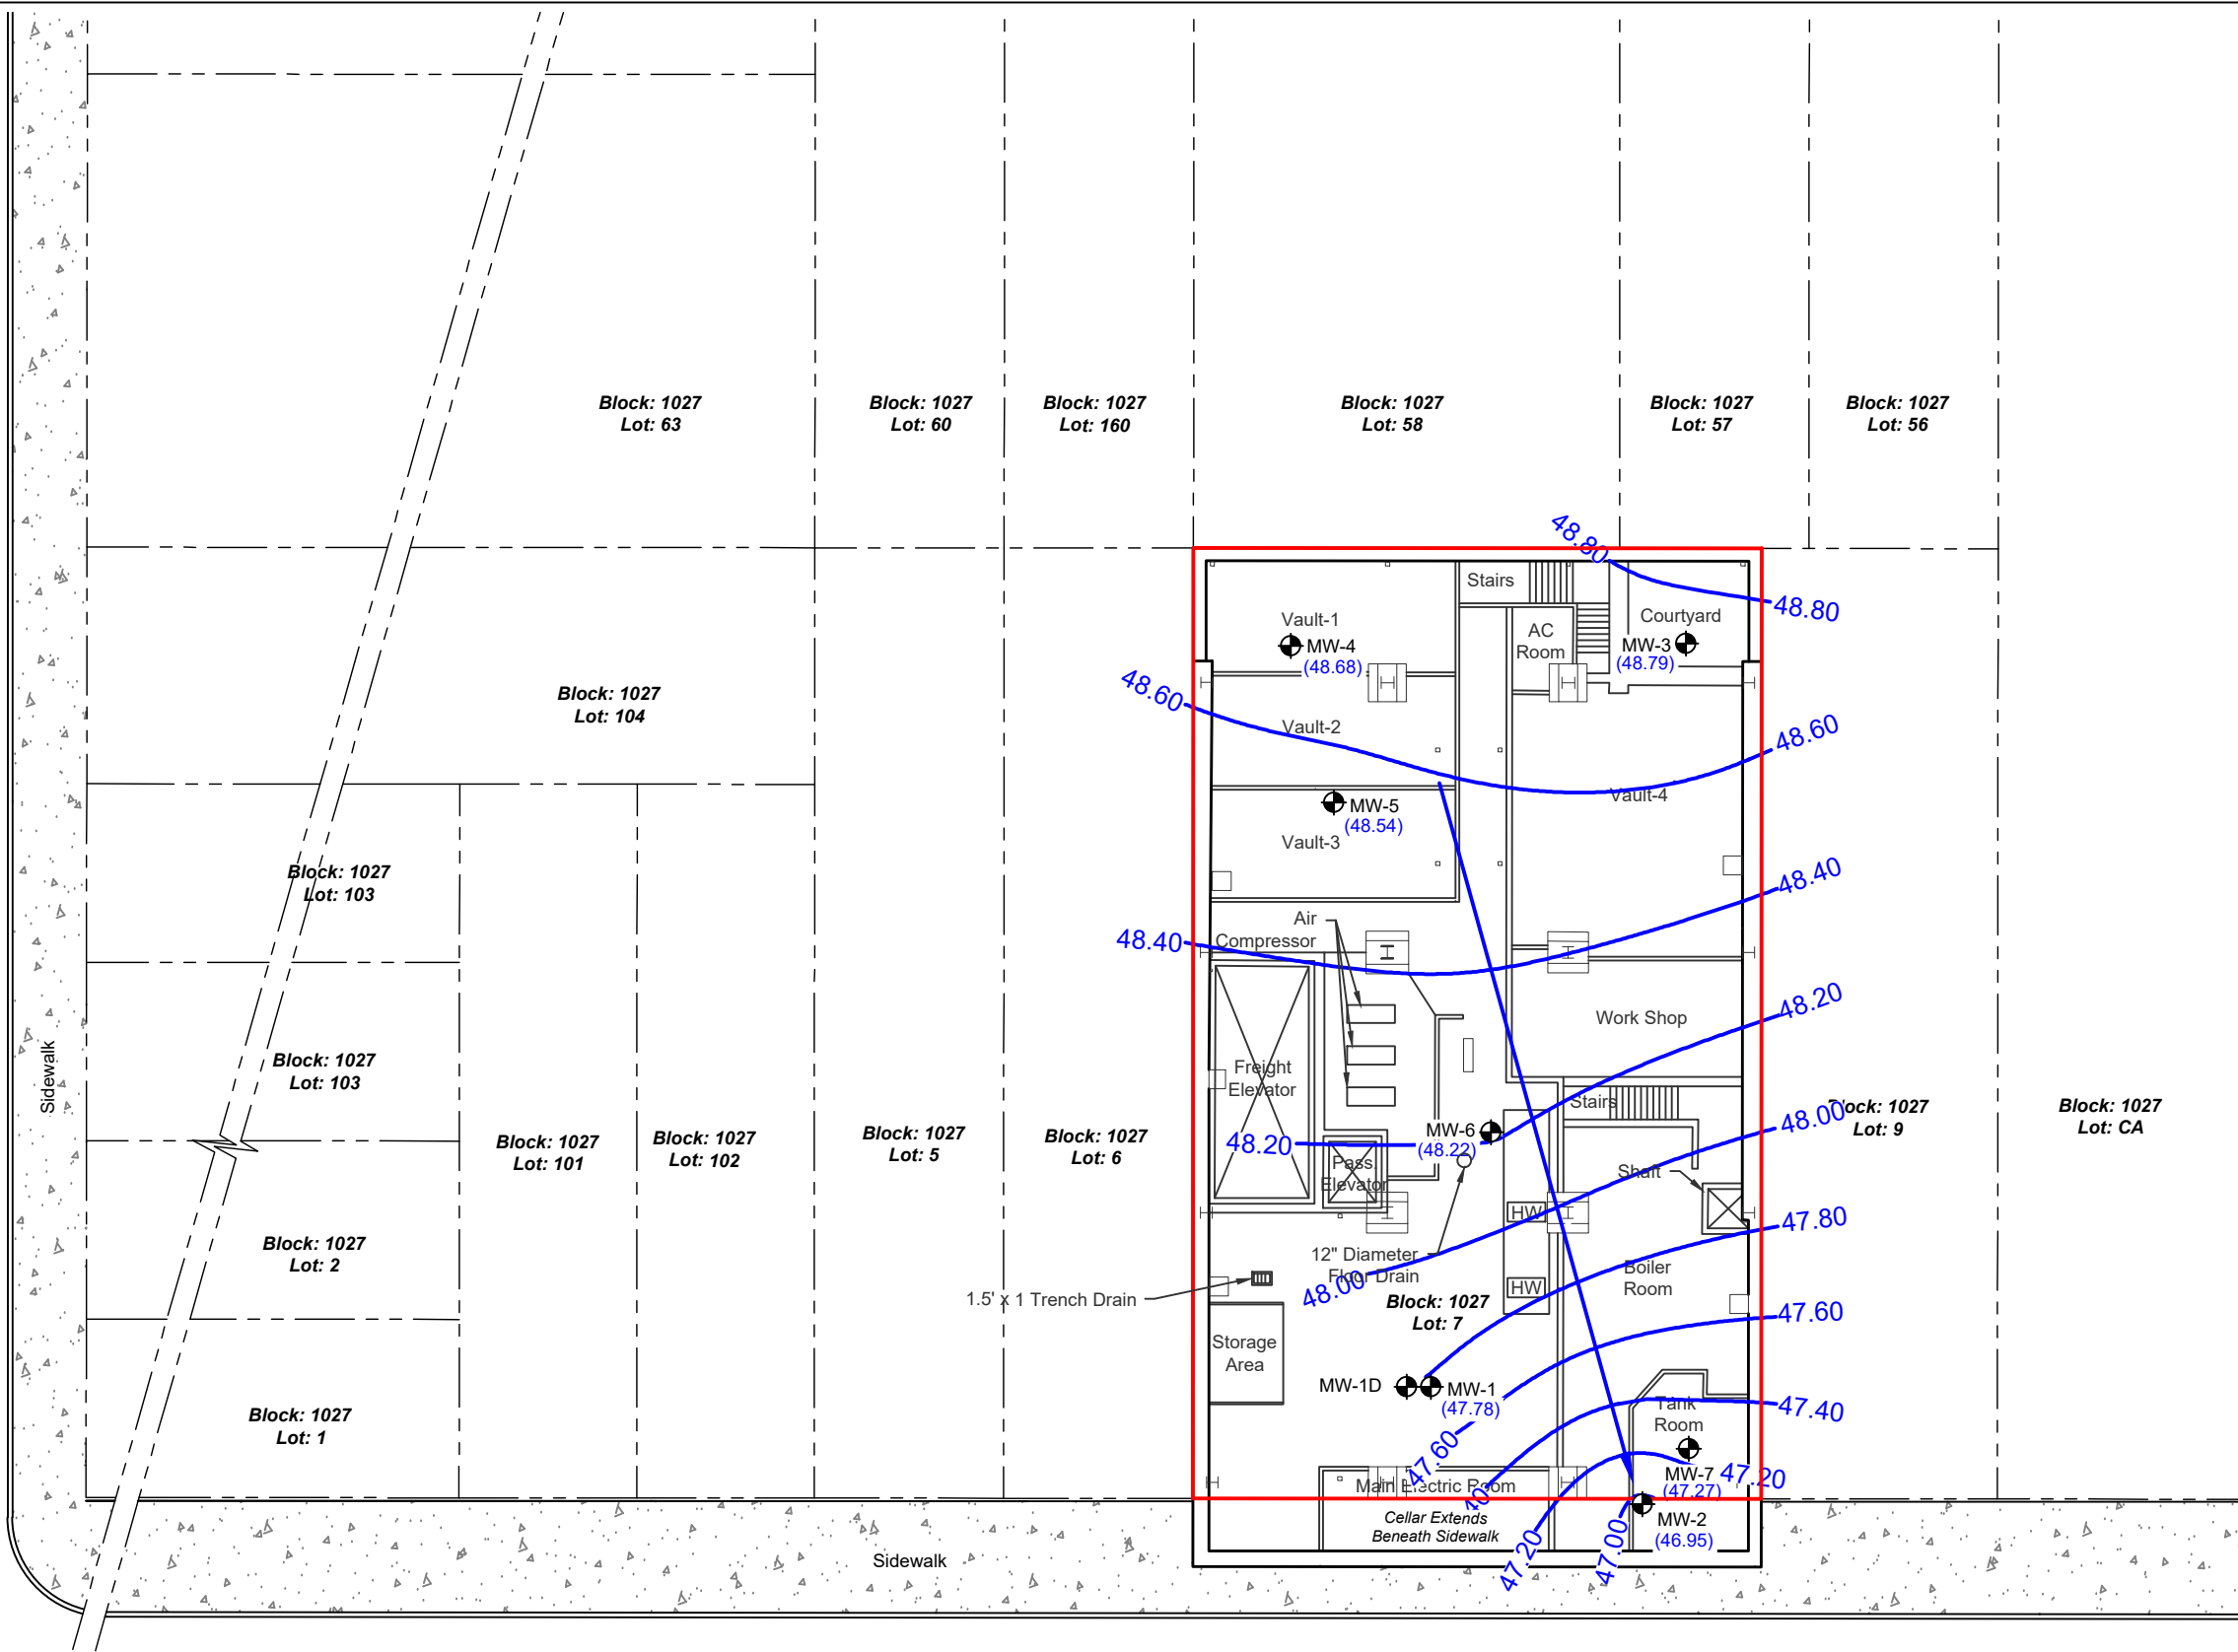 Block: 1027
Lot: 63
Block: 1027
Lot: 60
Block: 1027
Lot: 160
Block: 1027
Lot: 58
Block: 1027
Lot: 57
Block: 1027
Lot: 56
48.80
48.80
Stairs
Vault-1
MW-4
(48.68)
AC
Room
Courtyard
MW-3
(48.79)
Block: 1027
Lot: 104
48.60
48.60
Vault-2
Vault-4
MW-5
(48.54)
Vault-3
Block: 1027
Lot: 103
48.40
48.40
Air
Compressor
48.20
Work Shop
Sidewalk
Block: 1027
Lot: 103
Freight
Elevator
Stairs
48.00
Block: 1027
Lot: 101
Block: 1027
Lot: 102
Block: 1027
Lot: 5
Block: 1027
Lot: 6
48.20
MW-6
(48.22)
Pass.
Elevator
Shaft
Block: 1027
Lot: 9
Block: 1027
Lot: CA
HW
47.80
Block: 1027
Lot: 2
12" Diameter
Floor Drain
48.00
HW
Boiler
Room
1.5' x 1 Trench Drain
Block: 1027
Lot: 7
47.60
Storage
Area
MW-1D
MW-1
(47.78)
47.40
Tank
Room
Block: 1027
Lot: 1
47.60
40
Main Electric Room
MW-7
(47.27)
47.20
Cellar Extends
Beneath Sidewalk
MW-2
(46.95)
47.20
47.00
Sidewalk